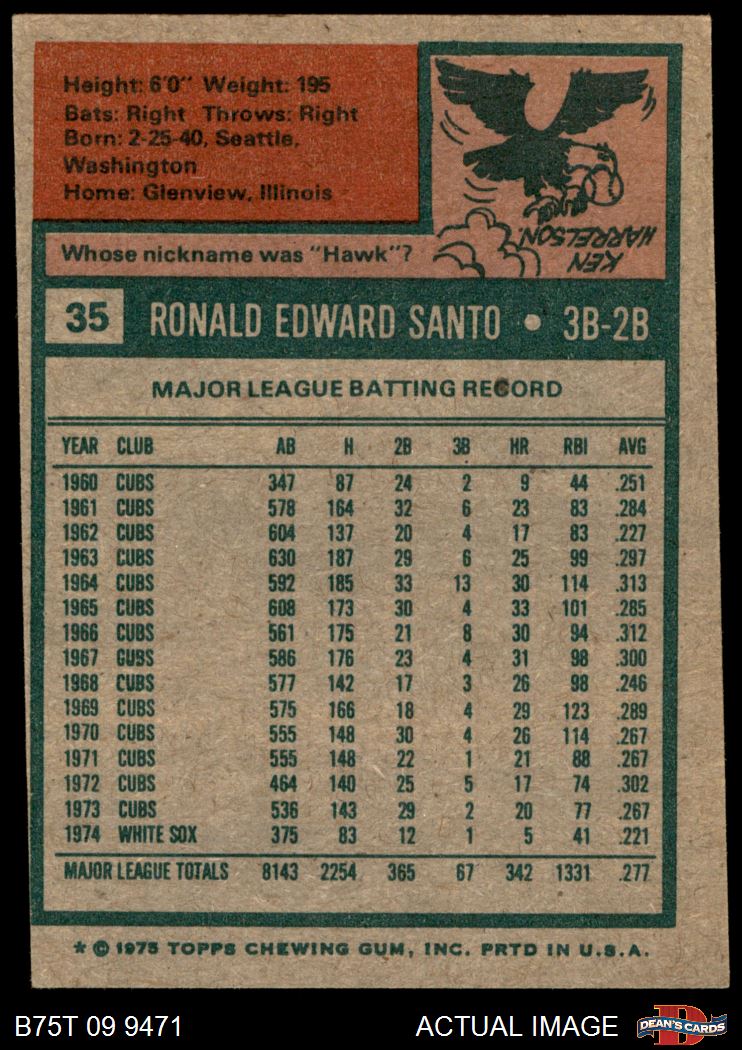 Height: 6'0" Weight: 195
Bats: Right Throws: Right
Born: 2-25-40, Seattle,
Washington
Home: Glenview, Illinois
Whose nickname was "Hawk"?
KEN
HARRELSON
35 RONALD EDWARD SANTO • 3B-2B
MAJOR LEAGUE BATTING RECORD
YEAR CLUB AB H 2B 3B HR RBI AVG
1960 CUBS 347 87 24 2 9 44 .251
1961 CUBS 578 164 32 6 23 83 .284
1962 CUBS 604 137 20 4 17 83 .227
1963 CUBS 630 187 29 6 25 99 .297
1964 CUBS 592 185 33 13 30 114 .313
1965 CUBS 608 173 30 4 33 101 .285
1966 CUBS 561 175 21 8 30 94 .312
1967 CUBS 586 176 23 4 31 98 .300
1968 CUBS 577 142 17 3 26 98 .246
1969 CUBS 575 166 18 4 29 123 .289
1970 CUBS 555 148 30 4 26 114 .267
1971 CUBS 555 148 22 1 21 88 .267
1972 CUBS 464 140 25 5 17 74 .302
1973 CUBS 536 143 29 2 20 77 .267
1974 WHITE SOX 375 83 12 1 5 41 .221
MAJOR LEAGUE TOTALS 8143 2254 365 67 342 1331 .277
* © 1975 TOPPS CHEWING GUM, INC. PRTD IN U.S.A.
B75T 09 9471 ACTUAL IMAGE D DEAN'S CARDS